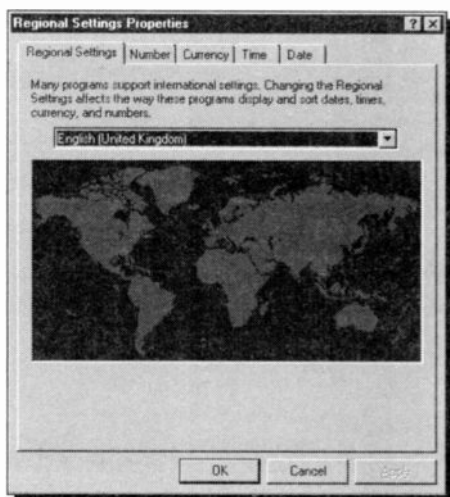 Regional Settings Properties
Regional Settings
Number
Currency
Time
Date
Many programs support international settings. Changing the Regional
Settings affects the way these programs display and sort dates, times,
currency, and numbers.
English (United Kingdom)
OK
Cancel
Apply